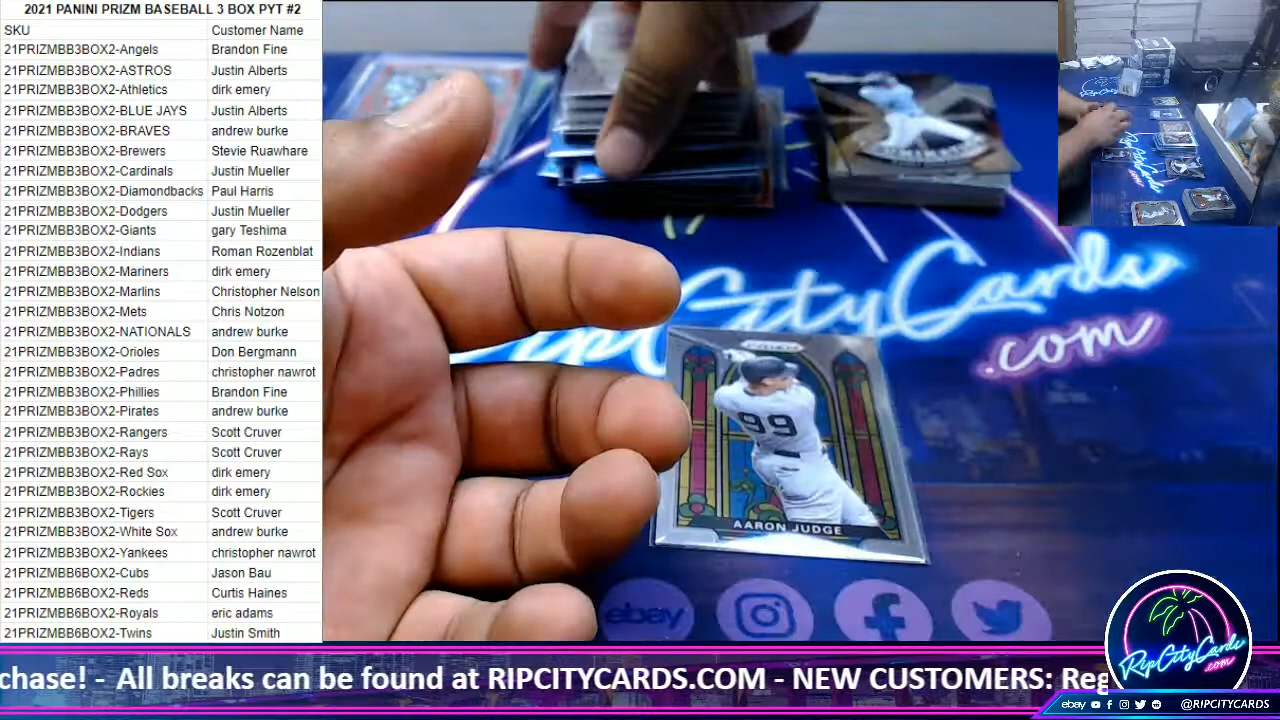 2021 PANINI PRIZM BASEBALL 3 BOX PYT #2
SKU Customer Name
21PRIZMBB3BOX2-Angels Brandon Fine
21PRIZMBB3BOX2-ASTROS Justin Alberts
21PRIZMBB3BOX2-Athletics dirk emery
21PRIZMBB3BOX2-BLUE JAYS Justin Alberts
21PRIZMBB3BOX2-BRAVES andrew burke
21PRIZMBB3BOX2-Brewers Stevie Ruawhare
21PRIZMBB3BOX2-Cardinals Justin Mueller
21PRIZMBB3BOX2-Diamondbacks Paul Harris
21PRIZMBB3BOX2-Dodgers Justin Mueller
21PRIZMBB3BOX2-Giants gary Teshima
21PRIZMBB3BOX2-Indians Roman Rozenblat
21PRIZMBB3BOX2-Mariners dirk emery
21PRIZMBB3BOX2-Marlins Christopher Nelson
21PRIZMBB3BOX2-Mets Chris Notzon
21PRIZMBB3BOX2-NATIONALS andrew burke
21PRIZMBB3BOX2-Orioles Don Bergmann
21PRIZMBB3BOX2-Padres christopher nawrot
21PRIZMBB3BOX2-Phillies Brandon Fine
21PRIZMBB3BOX2-Pirates andrew burke
21PRIZMBB3BOX2-Rangers Scott Cruver
21PRIZMBB3BOX2-Rays Scott Cruver
21PRIZMBB3BOX2-Red Sox dirk emery
21PRIZMBB3BOX2-Rockies dirk emery
21PRIZMBB3BOX2-Tigers Scott Cruver
21PRIZMBB3BOX2-White Sox andrew burke
21PRIZMBB3BOX2-Yankees christopher nawrot
21PRIZMBB6BOX2-Cubs Jason Bau
21PRIZMBB6BOX2-Reds Curtis Haines
21PRIZMBB6BOX2-Royals eric adams
21PRIZMBB6BOX2-Twins Justin Smith
RipCityCards
.com
PRIZM
99
AARON JUDGE
ebay
RipCityCards
.com
chase! - All breaks can be found at RIPCITYCARDS.COM - NEW CUSTOMERS: Reg
ebay @RIPCITYCARDS